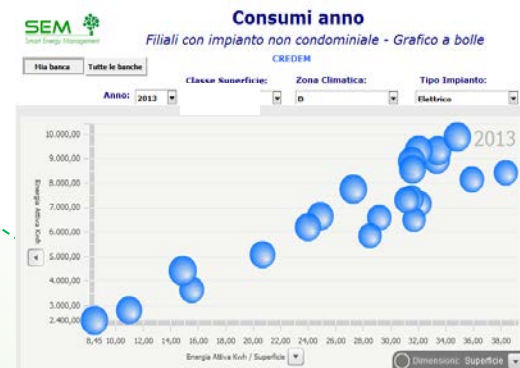 SEM
Smart Energy Management
Consumi anno
Filiali con impianto non condominiale - Grafico a bolle
CREDEM
Mia banca Tutte le banche
Classe Superficie: Zona Climatica: Tipo Impianto:
Anno: 2013 D Elettrico
2013
10.000,00
9.000,00
8.000,00
7.000,00
6.000,00
5.000,00
4.000,00
3.000,00
2.400,00
Energia Attiva Kwh
8,45 10,00 12,00 14,00 16,00 18,00 20,00 22,00 24,00 26,00 28,00 30,00 32,00 34,00 36,00 38,00
Energia Attiva Kwh / Superficie
Dimensioni: Superficie